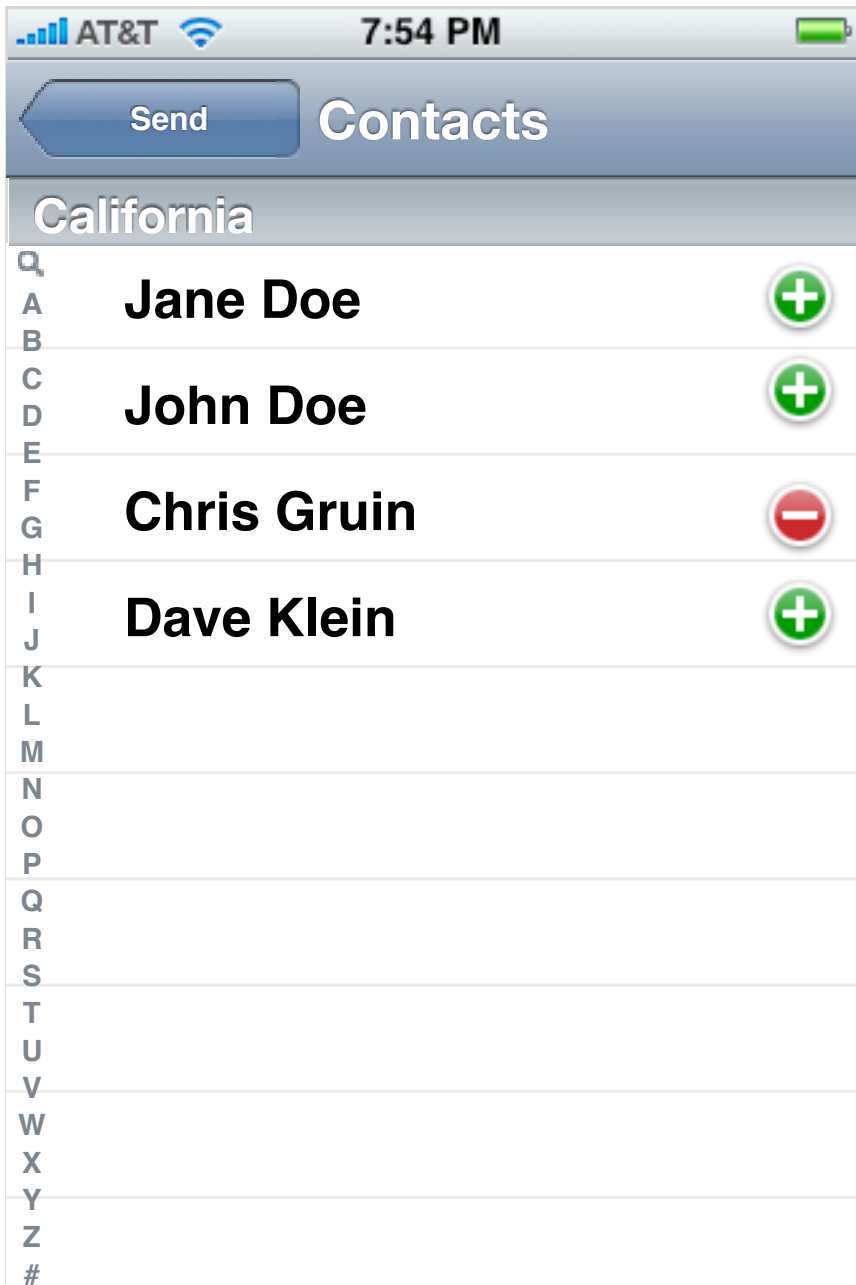 AT&T 7:54 PM
Send Contacts
California
Jane Doe
John Doe
Chris Gruin
Dave Klein
A
B
C
D
E
F
G
H
I
J
K
L
M
N
O
P
Q
R
S
T
U
V
W
X
Y
Z
#